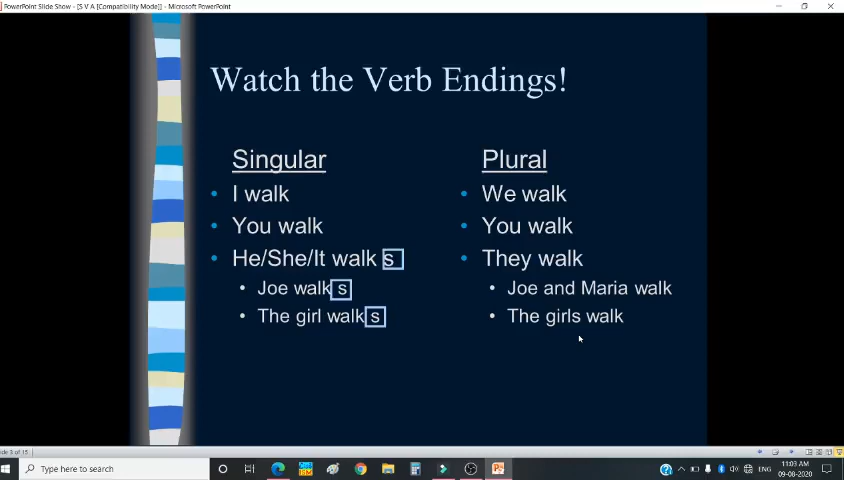 PowerPoint Slide Show - [S V A [Compatibility Mode]] - Microsoft PowerPoint
Watch the Verb Endings!
Singular
I walk
You walk
He/She/It walk s
Joe walk s
The girl walk s
Plural
We walk
You walk
They walk
Joe and Maria walk
The girls walk
Slide 3 of 15
Type here to search
ENG
11:03 AM
09-08-2020